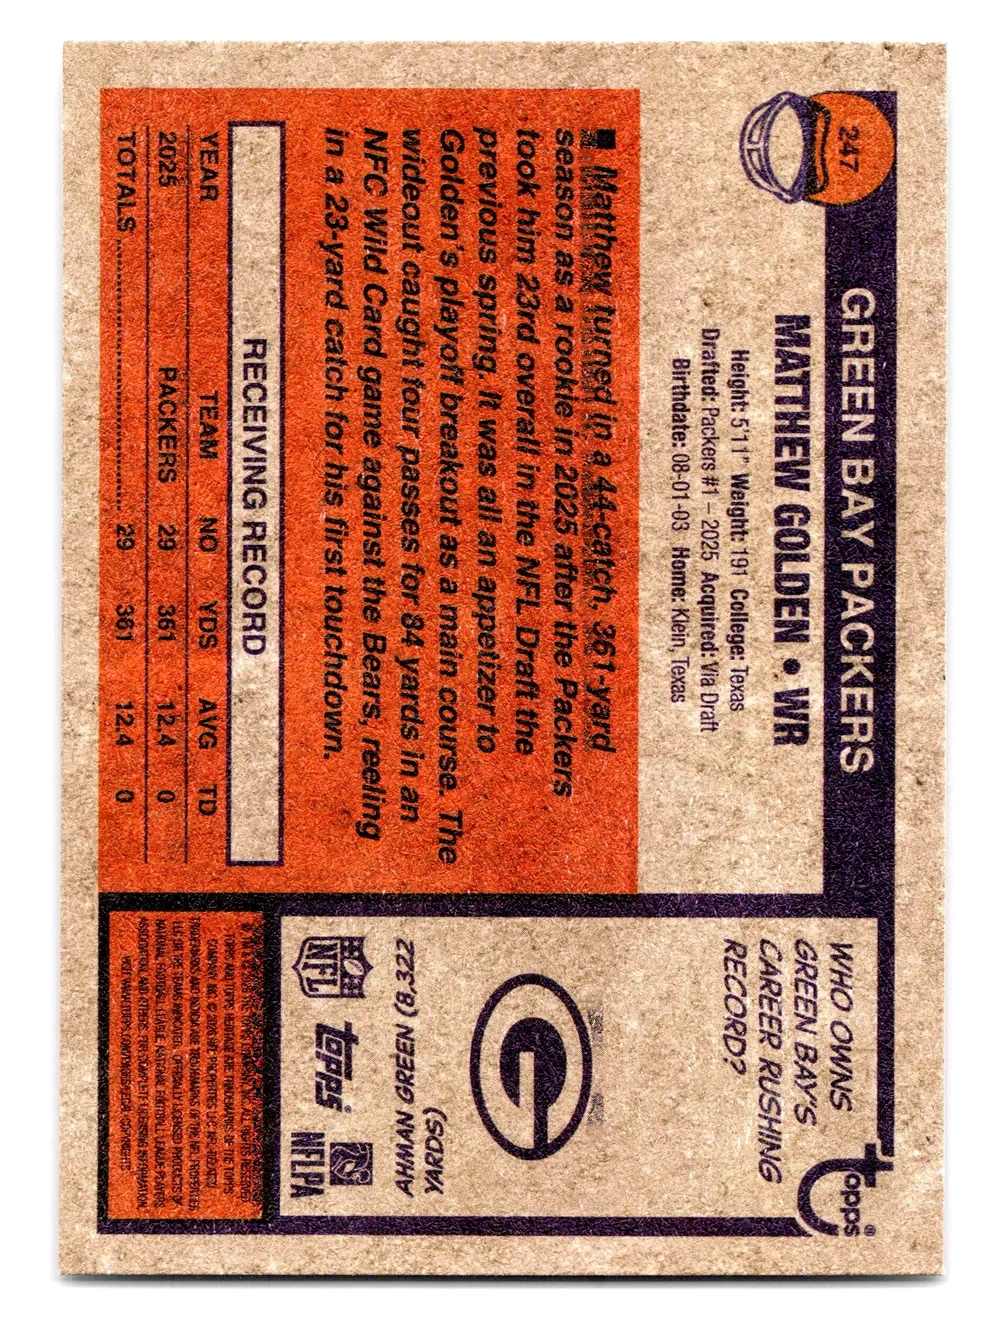 247
GREEN BAY PACKERS
MATTHEW GOLDEN • WR
Height: 5'11" Weight: 191 College: Texas
Drafted: Packers #1 – 2025 Acquired: Via Draft
Birthdate: 08-01-03 Home: Klein, Texas
■ Matthew turned in a 44-catch, 361-yard
season as a rookie in 2025 after the Packers
took him 23rd overall in the NFL Draft the
previous spring. It was all an appetizer to
Golden's playoff breakout as a main course. The
wideout caught four passes for 84 yards in an
NFC Wild Card game against the Bears, reeling
in a 23-yard catch for his first touchdown.
RECEIVING RECORD
YEAR TEAM NO YDS AVG TD
2025 PACKERS 29 361 12.4 0
TOTALS 29 361 12.4 0
topps®
WHO OWNS
GREEN BAY'S
CAREER RUSHING
RECORD?
G
AHMAN GREEN (8,322
YARDS)
NFL
topps
NFLPA